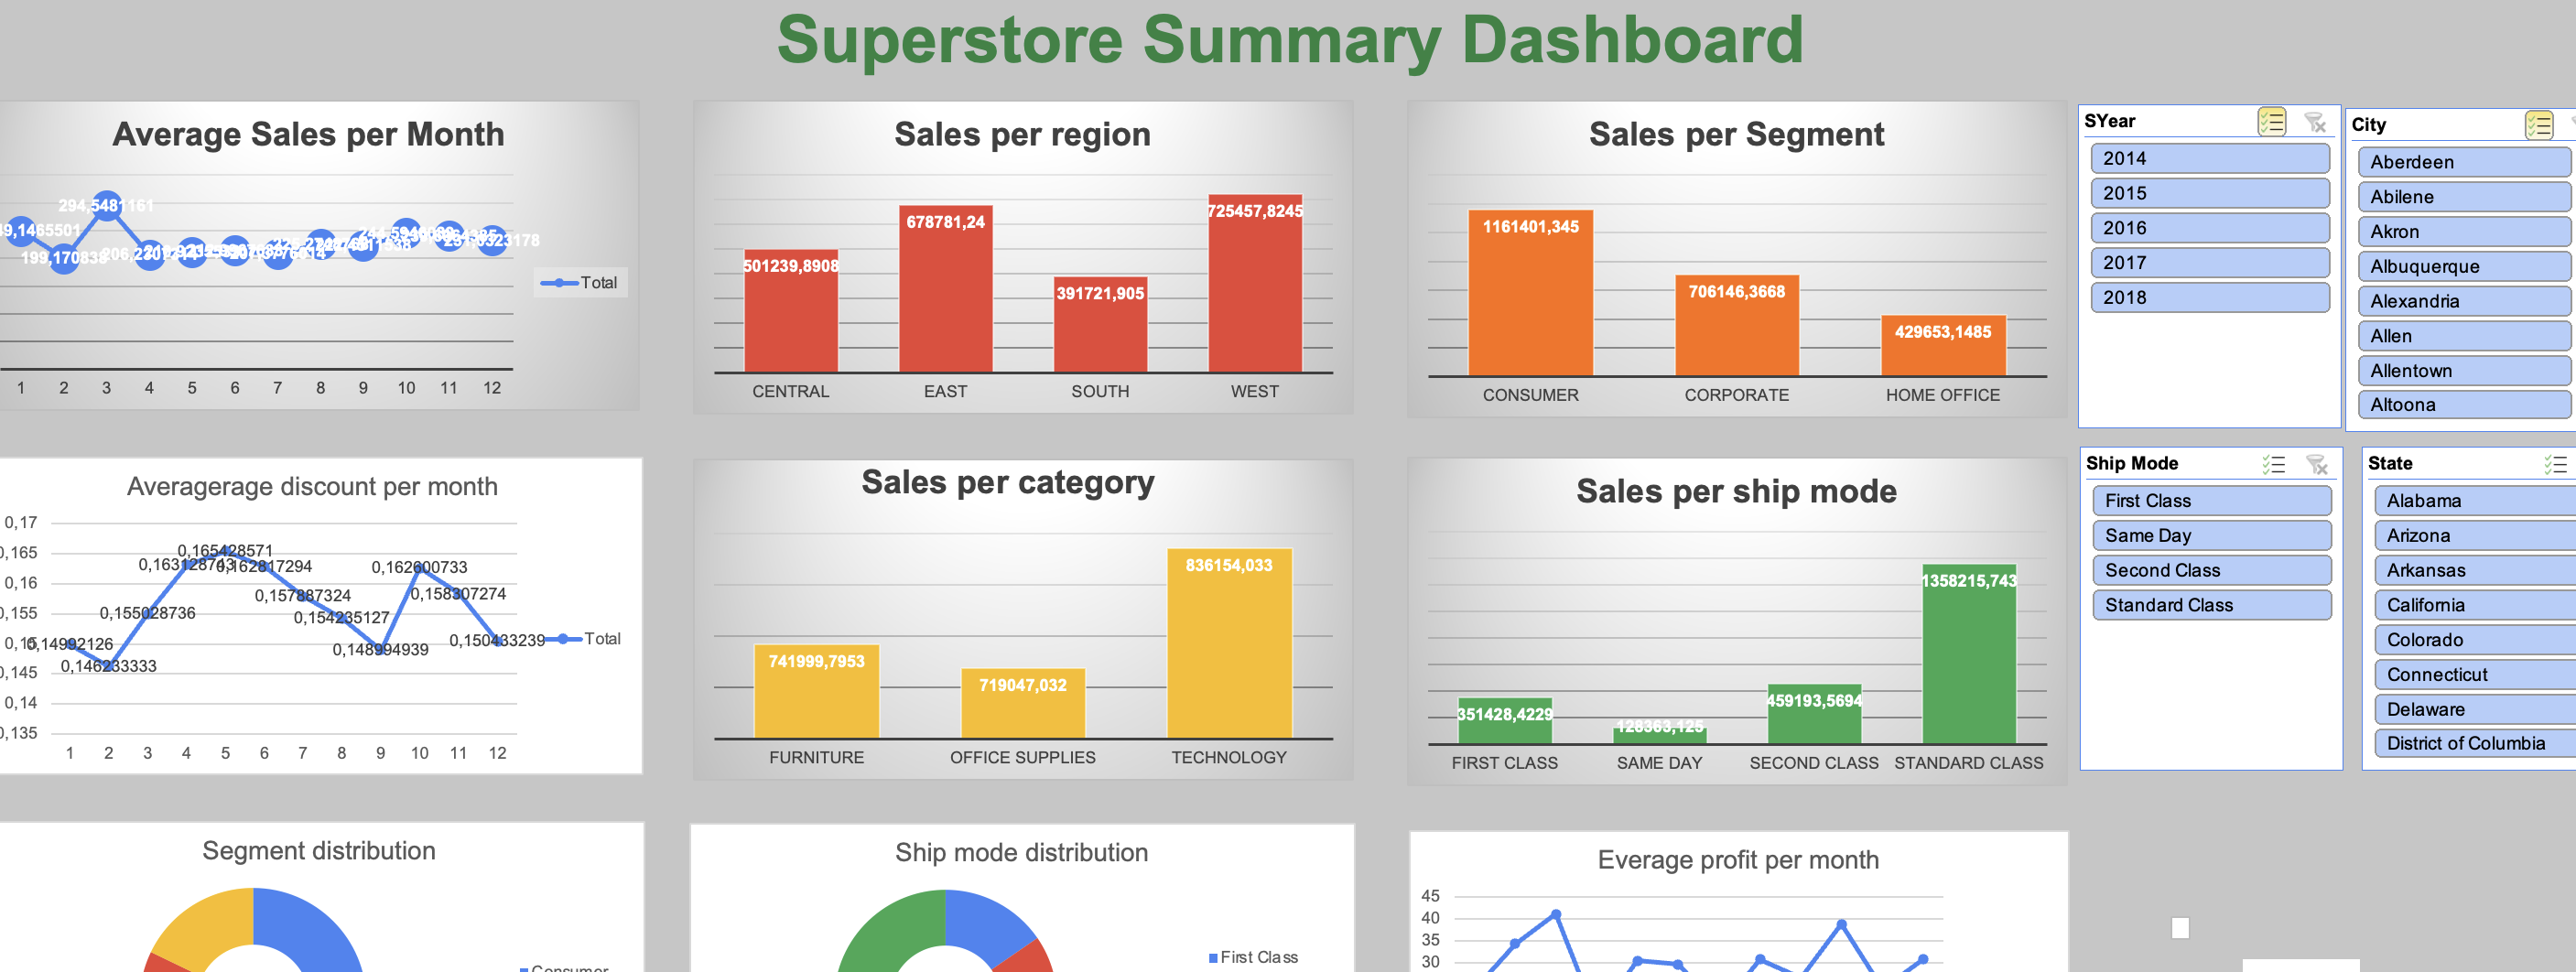 Superstore Summary Dashboard
Average Sales per Month
294,5481161
199,170838
Total
1 2 3 4 5 6 7 8 9 10 11 12
Sales per region
501239,8908
678781,24
391721,905
725457,8245
CENTRAL EAST SOUTH WEST
Sales per Segment
1161401,345
706146,3668
429653,1485
CONSUMER CORPORATE HOME OFFICE
SYear
2014
2015
2016
2017
2018
City
Aberdeen
Abilene
Akron
Albuquerque
Alexandria
Allen
Allentown
Altoona
Averagerage discount per month
0,17
0,165
0,16
0,155
0,15
0,145
0,14
0,135
0,14992126
0,146233333
0,155028736
0,163128743
0,165428571
0,162817294
0,157887324
0,154235127
0,148994939
0,162600733
0,158307274
0,150433239
Total
1 2 3 4 5 6 7 8 9 10 11 12
Sales per category
741999,7953
719047,032
836154,033
FURNITURE OFFICE SUPPLIES TECHNOLOGY
Sales per ship mode
351428,4229
128363,125
459193,5694
1358215,743
FIRST CLASS SAME DAY SECOND CLASS STANDARD CLASS
Ship Mode
First Class
Same Day
Second Class
Standard Class
State
Alabama
Arizona
Arkansas
California
Colorado
Connecticut
Delaware
District of Columbia
Segment distribution
Consumer
Ship mode distribution
First Class
Everage profit per month
45
40
35
30